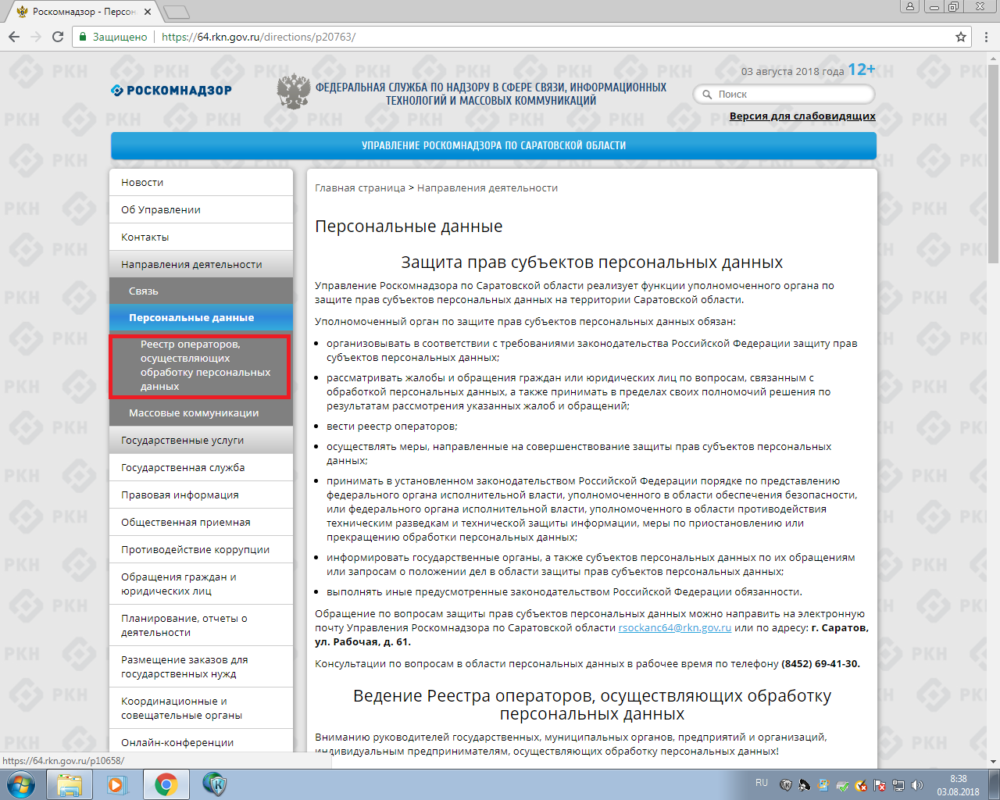 Роскомнадзор - Персон
Защищено
https://64.rkn.gov.ru/directions/p20763/
РОСКОМНАДЗОР
ФЕДЕРАЛЬНАЯ СЛУЖБА ПО НАДЗОРУ В СФЕРЕ СВЯЗИ, ИНФОРМАЦИОННЫХ
ТЕХНОЛОГИЙ И МАССОВЫХ КОММУНИКАЦИЙ
03 августа 2018 года 12+
Поиск
Версия для слабовидящих
УПРАВЛЕНИЕ РОСКОМНАДЗОРА ПО САРАТОВСКОЙ ОБЛАСТИ
Новости
Об Управлении
Контакты
Направления деятельности
Связь
Персональные данные
Реестр операторов,
осуществляющих
обработку персональных
данных
Массовые коммуникации
Государственные услуги
Государственная служба
Правовая информация
Общественная приемная
Противодействие коррупции
Обращения граждан и
юридических лиц
Планирование, отчеты о
деятельности
Размещение заказов для
государственных нужд
Координационные и
совещательные органы
Онлайн-конференции
Главная страница > Направления деятельности
Персональные данные
Защита прав субъектов персональных данных
Управление Роскомнадзора по Саратовской области реализует функции уполномоченного органа по
защите прав субъектов персональных данных на территории Саратовской области.
Уполномоченный орган по защите прав субъектов персональных данных обязан:
• организовывать в соответствии с требованиями законодательства Российской Федерации защиту прав
субъектов персональных данных;
• рассматривать жалобы и обращения граждан или юридических лиц по вопросам, связанным с
обработкой персональных данных, а также принимать в пределах своих полномочий решения по
результатам рассмотрения указанных жалоб и обращений;
• вести реестр операторов;
• осуществлять меры, направленные на совершенствование защиты прав субъектов персональных
данных;
• принимать в установленном законодательством Российской Федерации порядке по представлению
федерального органа исполнительной власти, уполномоченного в области обеспечения безопасности,
или федерального органа исполнительной власти, уполномоченного в области противодействия
техническим разведкам и технической защиты информации, меры по приостановлению или
прекращению обработки персональных данных;
• информировать государственные органы, а также субъектов персональных данных по их обращениям
или запросам о положении дел в области защиты прав субъектов персональных данных;
• выполнять иные предусмотренные законодательством Российской Федерации обязанности.
Обращение по вопросам защиты прав субъектов персональных данных можно направить на электронную
почту Управления Роскомнадзора по Саратовской области rsockanc64@rkn.gov.ru или по адресу: г. Саратов,
ул. Рабочая, д. 61.
Консультации по вопросам в области персональных данных в рабочее время по телефону (8452) 69-41-30.
Ведение Реестра операторов, осуществляющих обработку
персональных данных
Вниманию руководителей государственных, муниципальных органов, предприятий и организаций,
индивидуальным предпринимателям, осуществляющих обработку персональных данных!
https://64.rkn.gov.ru/p10658/
RU
8:38
03.08.2018